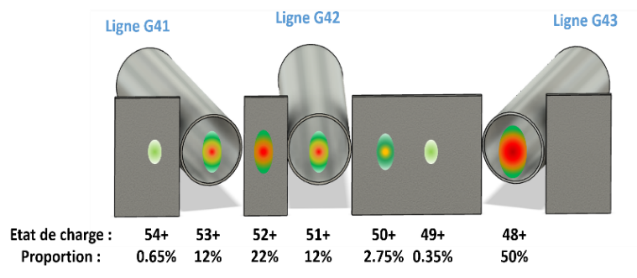 Ligne G41
Ligne G42
Ligne G43
Etat de charge : 54+ 53+ 52+ 51+ 50+ 49+ 48+
Proportion : 0.65% 12% 22% 12% 2.75% 0.35% 50%